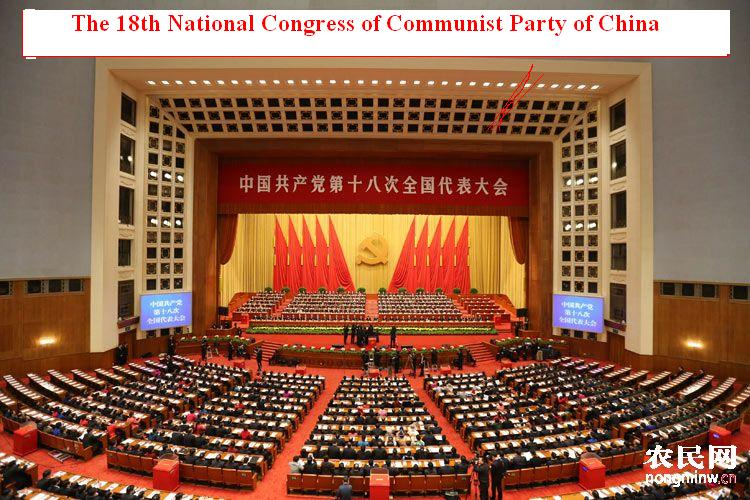 The 18th National Congress of Communist Party of China
中国共产党第十八次全国代表大会
中国共产党
第十八次
全国代表大会
中国共产党
第十八次
全国代表大会
农民网
nongminw.cn